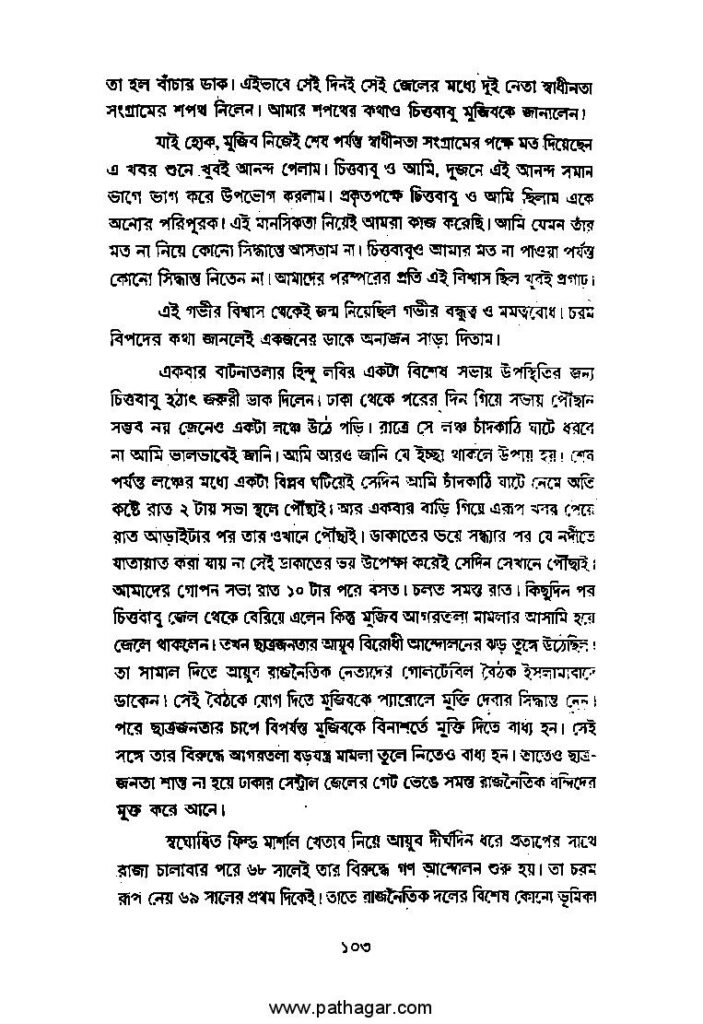 তা হল বাঁচার ডাক। এইভাবে সেই দিনই সেই জেলের মধ্যে দুই নেতা স্বাধীনতা
সংগ্রামের শপথ নিলেন। আমার শপথের কথাও চিত্তবাবু মুজিবকে জানালেন।
যাই হোক, মুজিব নিজেই শেষ পর্যন্ত স্বাধীনতা সংগ্রামের পক্ষে মত দিয়েছেন
এ খবর শুনে খুবই আনন্দ পেলাম। চিত্তবাবু ও আমি, দুজনে এই আনন্দ সমান
ভাগে ভাগ করে উপভোগ করলাম। প্রকৃতপক্ষে চিত্তবাবু ও আমি ছিলাম একে
অন্যের পরিপূরক। এই মানসিকতা নিয়েই আমরা কাজ করেছি। আমি যেমন তাঁর
মত না নিয়ে কোনো সিদ্ধান্তে আসতাম না। চিত্তবাবুও আমার মত না পাওয়া পর্যন্ত
কোনো সিদ্ধান্ত নিতেন না। আমাদের পরস্পরের প্রতি এই বিশ্বাস ছিল খুবই প্রগাঢ়।
এই গভীর বিশ্বাস থেকেই জন্ম নিয়েছিল গভীর বন্ধুত্ব ও মমত্ববোধ। চরম
বিপদের কথা জানলেই একজনের ডাকে অন্যজন সাড়া দিতাম।
একবার বাটনাতলার হিন্দু লবির একটা বিশেষ সভায় উপস্থিতির জন্য
চিত্তবাবু হঠাৎ জরুরী ডাক দিলেন। ঢাকা থেকে পরের দিন গিয়ে সভায় পৌঁছান
সম্ভব নয় জেনেও একটা লঞ্চে উঠে পড়ি। রাত্রে সে লঞ্চ চাঁদকাঠি ঘাটে ধরবে
না আমি ভালভাবেই জানি। আমি আরও জানি যে ইচ্ছা থাকলে উপায় হয়। শেষ
পর্যন্ত লঞ্চের মধ্যে একটা বিপ্লব ঘটিয়েই সেদিন আমি চাঁদকাঠি ঘাটে নেমে অতি
কষ্টে রাত ২ টায় সভা স্থলে পৌঁছাই। আর একবার বাড়ি গিয়ে এরূপ খবর পেয়ে
রাত আড়াইটার পর তার ওখানে পৌঁছাই। ডাকাতের ভয়ে সন্ধ্যার পর যে নদীতে
যাতায়াত করা যায় না সেই ডাকাতের ভয় উপেক্ষা করেই সেদিন সেখানে পৌঁছাই।
আমাদের গোপন সভা রাত ১০ টার পরে বসত। চলত সমস্ত রাত। কিছুদিন পর
চিত্তবাবু জেল থেকে বেরিয়ে এলেন কিন্তু মুজিব আগরতলা মামলার আসামি হয়ে
জেলে থাকলেন। তখন ছাত্রজনতার আয়ুব বিরোধী আন্দোলনের ঝড় তুঙ্গে উঠেছিল।
তা সামাল দিতে আয়ুব রাজনৈতিক নেতাদের গোলটেবিল বৈঠক ইসলামাবাদে
ডাকেন। সেই বৈঠকে যোগ দিতে মুজিবকে প্যারোলে মুক্তি দেবার সিদ্ধান্ত নেন।
পরে ছাত্রজনতার চাপে বিপর্যস্ত মুজিবকে বিনাশর্তে মুক্তি দিতে বাধ্য হন। সেই
সঙ্গে তার বিরুদ্ধে আগরতলা ষড়যন্ত্র মামলা তুলে নিতেও বাধ্য হন। তাতেও ছাত্র-
জনতা শান্ত না হয়ে ঢাকার সেন্ট্রাল জেলের গেট ভেঙে সমস্ত রাজনৈতিক বন্দিদের
মুক্ত করে আনে।
স্বঘোষিত ফিল্ড মার্শাল খেতাব নিয়ে আয়ুব দীর্ঘদিন ধরে প্রতাপের সাথে
রাজ্য চালাবার পরে ৬৮ সালেই তার বিরুদ্ধে গণ আন্দোলন শুরু হয়। তা চরম
রূপ নেয় ৬৯ সালের প্রথম দিকেই। তাতে রাজনৈতিক দলের বিশেষ কোনো ভূমিকা
১০৩
www.pathagar.com